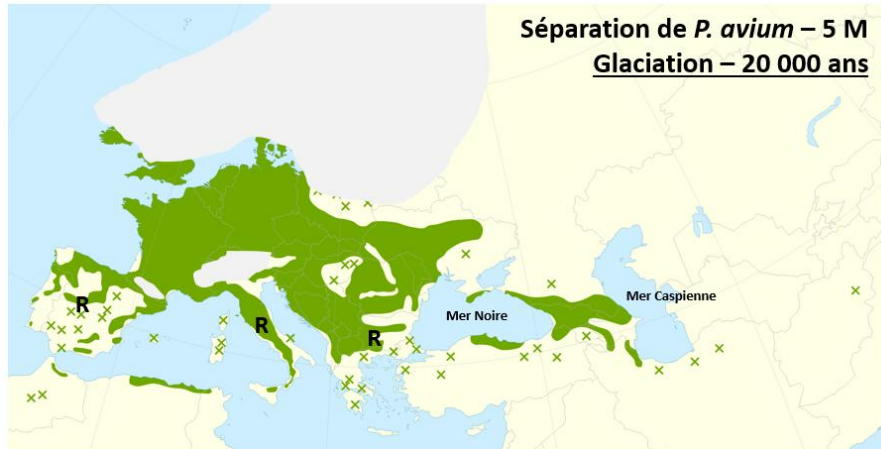 Séparation de P. avium – 5 M
Glaciation – 20 000 ans
Mer Caspienne
Mer Noire
R
R
R